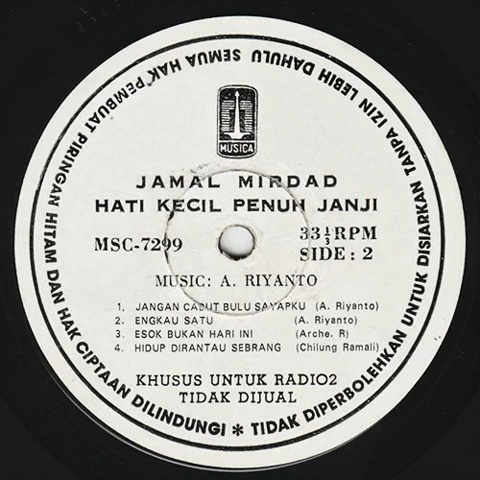 SEMUA HAK PEMBUAT PIRINGAN HITAM DAN HAK CIPTAAN DILINDUNGI * TIDAK DIPERBOLEHKAN UNTUK DISIARKAN TANPA IZIN LEBIH DAHULU
MUSICA
JAMAL MIRDAD
HATI KECIL PENUH JANJI
MSC-7299
33⅓RPM
SIDE: 2
MUSIC: A. RIYANTO
1. JANGAN CABUT BULU SAYAPKU (A. Riyanto)
2. ENGKAU SATU (A. Riyanto)
3. ESOK BUKAN HARI INI (Arche. R)
4. HIDUP DIRANTAU SEBRANG (Chilung Ramali)
KHUSUS UNTUK RADIO2
TIDAK DIJUAL